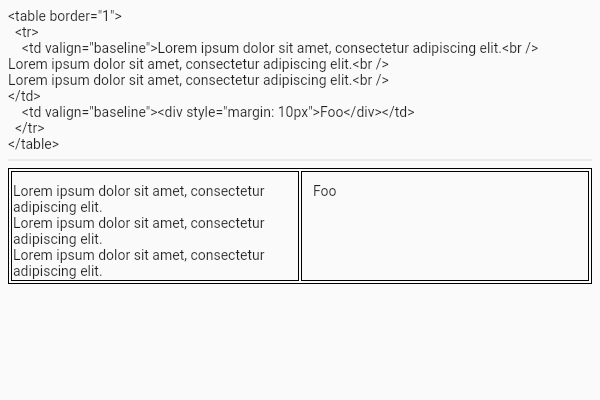 <table border="1">
  <tr>
    <td valign="baseline">Lorem ipsum dolor sit amet, consectetur adipiscing elit.<br />
Lorem ipsum dolor sit amet, consectetur adipiscing elit.<br />
Lorem ipsum dolor sit amet, consectetur adipiscing elit.<br />
</td>
    <td valign="baseline"><div style="margin: 10px">Foo</div></td>
  </tr>
</table>
Lorem ipsum dolor sit amet, consectetur
adipiscing elit.
Lorem ipsum dolor sit amet, consectetur
adipiscing elit.
Lorem ipsum dolor sit amet, consectetur
adipiscing elit.
Foo